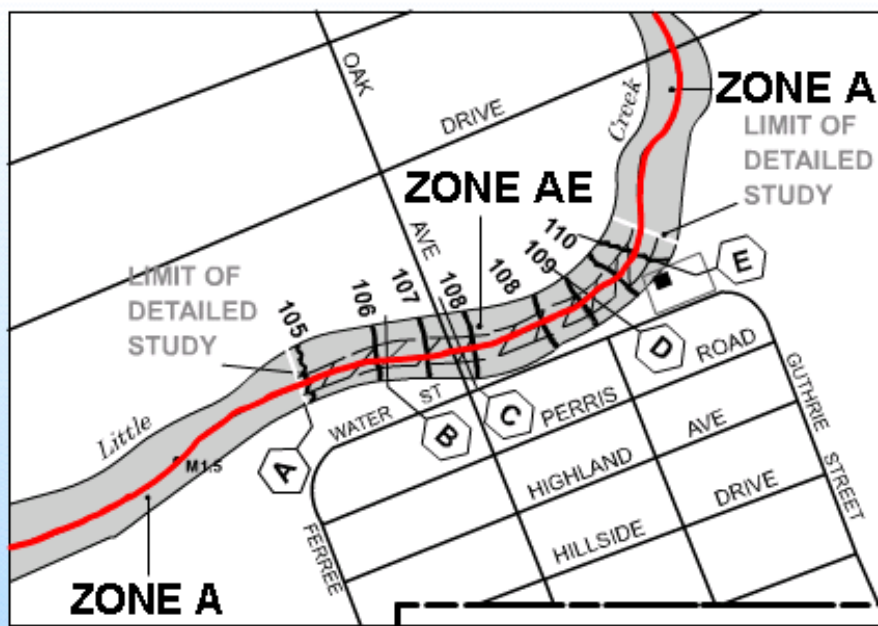 OAK
DRIVE
Creek
ZONE A
LIMIT OF
DETAILED
STUDY
ZONE AE
AVE
110
109
108
108
107
106
105
LIMIT OF
DETAILED
STUDY
E
D
C
B
A
Little
M1.5
WATER ST
PERRIS ROAD
HIGHLAND AVE
HILLSIDE DRIVE
GUTHRIE STREET
FERREE
ZONE A